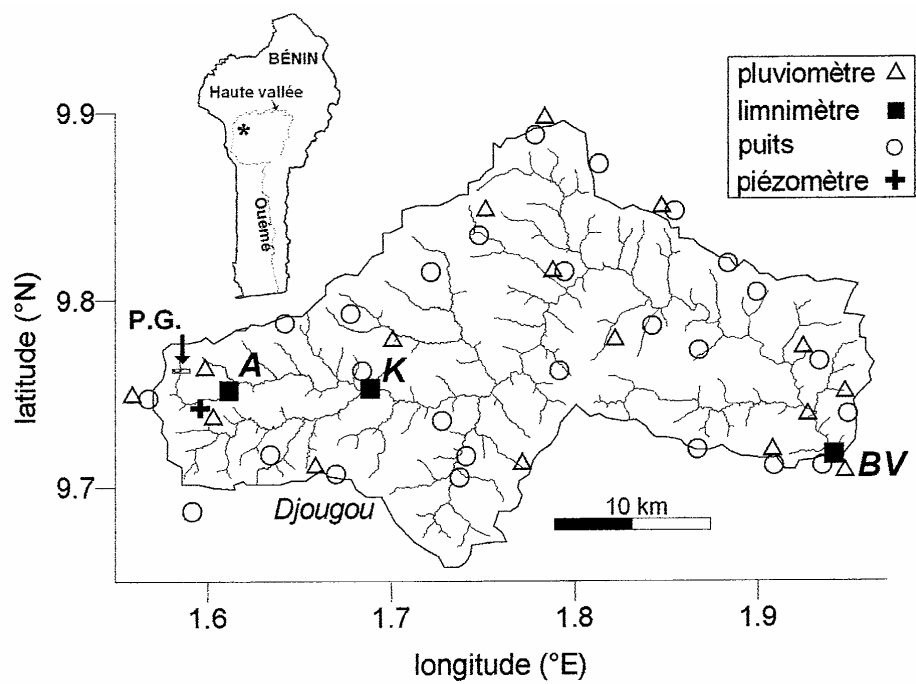 BÉNIN
Haute vallée
*
Ouémé
pluviomètre
limnimètre
puits
piézomètre
9.9
9.8
9.7
latitude (°N)
P.G.
A
K
BV
Djougou
10 km
1.6
1.7
1.8
1.9
longitude (°E)